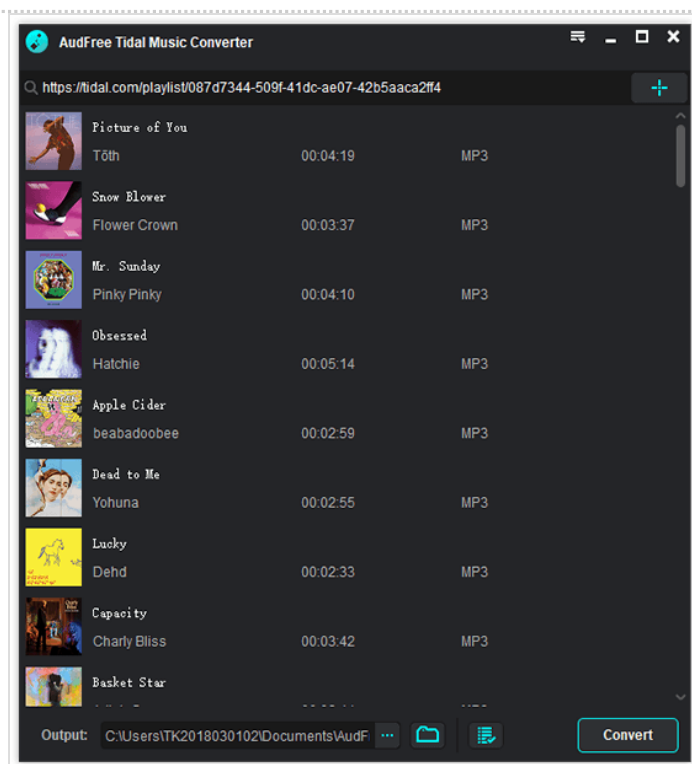 AudFree Tidal Music Converter
https://tidal.com/playlist/087d7344-509f-41dc-ae07-42b5aaca2ff4
Picture of You
Tōth 00:04:19 MP3
Snow Blower
Flower Crown 00:03:37 MP3
Mr. Sunday
Pinky Pinky 00:04:10 MP3
Obsessed
Hatchie 00:05:14 MP3
Apple Cider
beabadoobee 00:02:59 MP3
Dead to Me
Yohuna 00:02:55 MP3
Lucky
Dehd 00:02:33 MP3
Capacity
Charly Bliss 00:03:42 MP3
Basket Star
Output: C:\Users\TK2018030102\Documents\AudF ... Convert